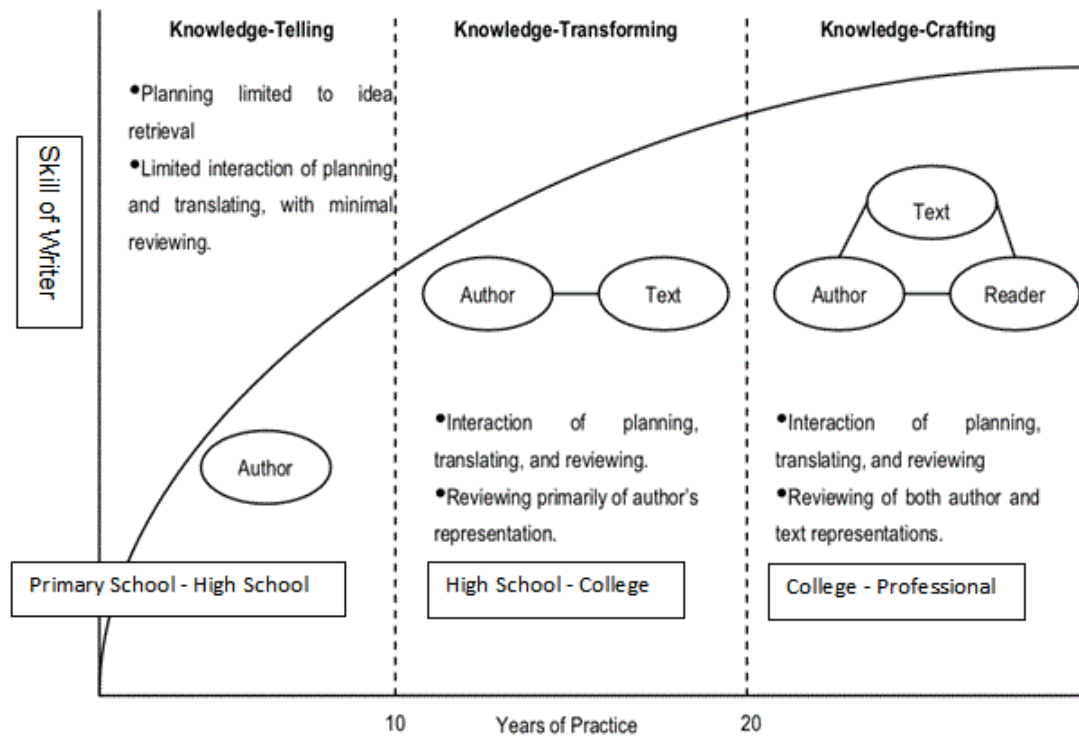 Knowledge-Telling
•Planning limited to idea
retrieval
•Limited interaction of planning
and translating, with minimal
reviewing.
Author
Primary School - High School
Knowledge-Transforming
Author
Text
•Interaction of planning,
translating, and reviewing.
•Reviewing primarily of author's
representation.
High School - College
Knowledge-Crafting
Text
Author
Reader
•Interaction of planning,
translating, and reviewing
•Reviewing of both author and
text representations.
College - Professional
Skill of Writer
10
Years of Practice
20